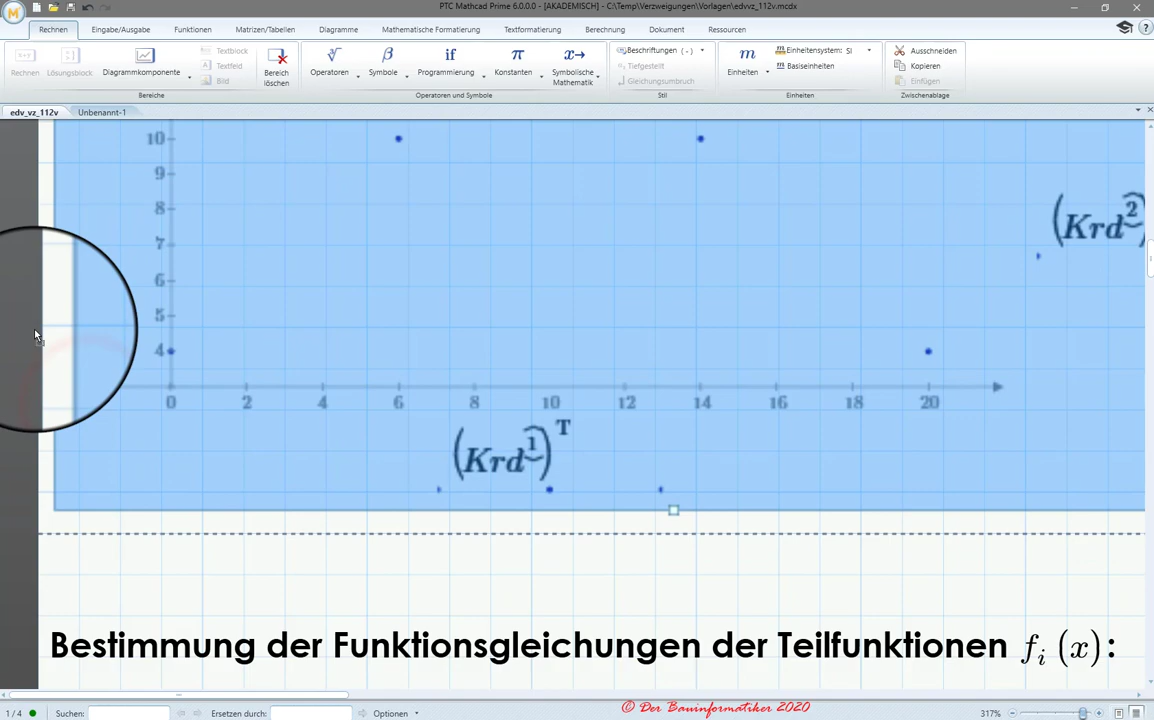 PTC Mathcad Prime 6.0.0.0 - [AKADEMISCH] - C:\Temp\Verzweigungen\Vorlagen\edvvz_112v.mcdx
Rechnen Eingabe/Ausgabe Funktionen Matrizen/Tabellen Diagramme Mathematische Formatierung Textformatierung Berechnung Dokument Ressourcen
Rechnen Lösungsblock Diagrammkomponente Textblock Textfeld Bild Bereich löschen
Operatoren Symbole Programmierung Konstanten Symbolische Mathematik
Beschriftungen ( - ) Tiefgestellt Gleichungsumbruch
Einheiten Einheitensystem: SI Basiseinheiten
Ausschneiden Kopieren Einfügen
Bereiche Operatoren und Symbole Stil Einheiten Zwischenablage
edv_vz_112v Unbenannt-1
10
9
8
7
6
5
4
0 2 4 6 8 10 12 14 16 18 20
(Krd 2)
(Krd 1) T
Bestimmung der Funktionsgleichungen der Teilfunktionen f i (x):
1 / 4 Suchen: Ersetzen durch: Optionen 317%
© Der Bauinformatiker 2020